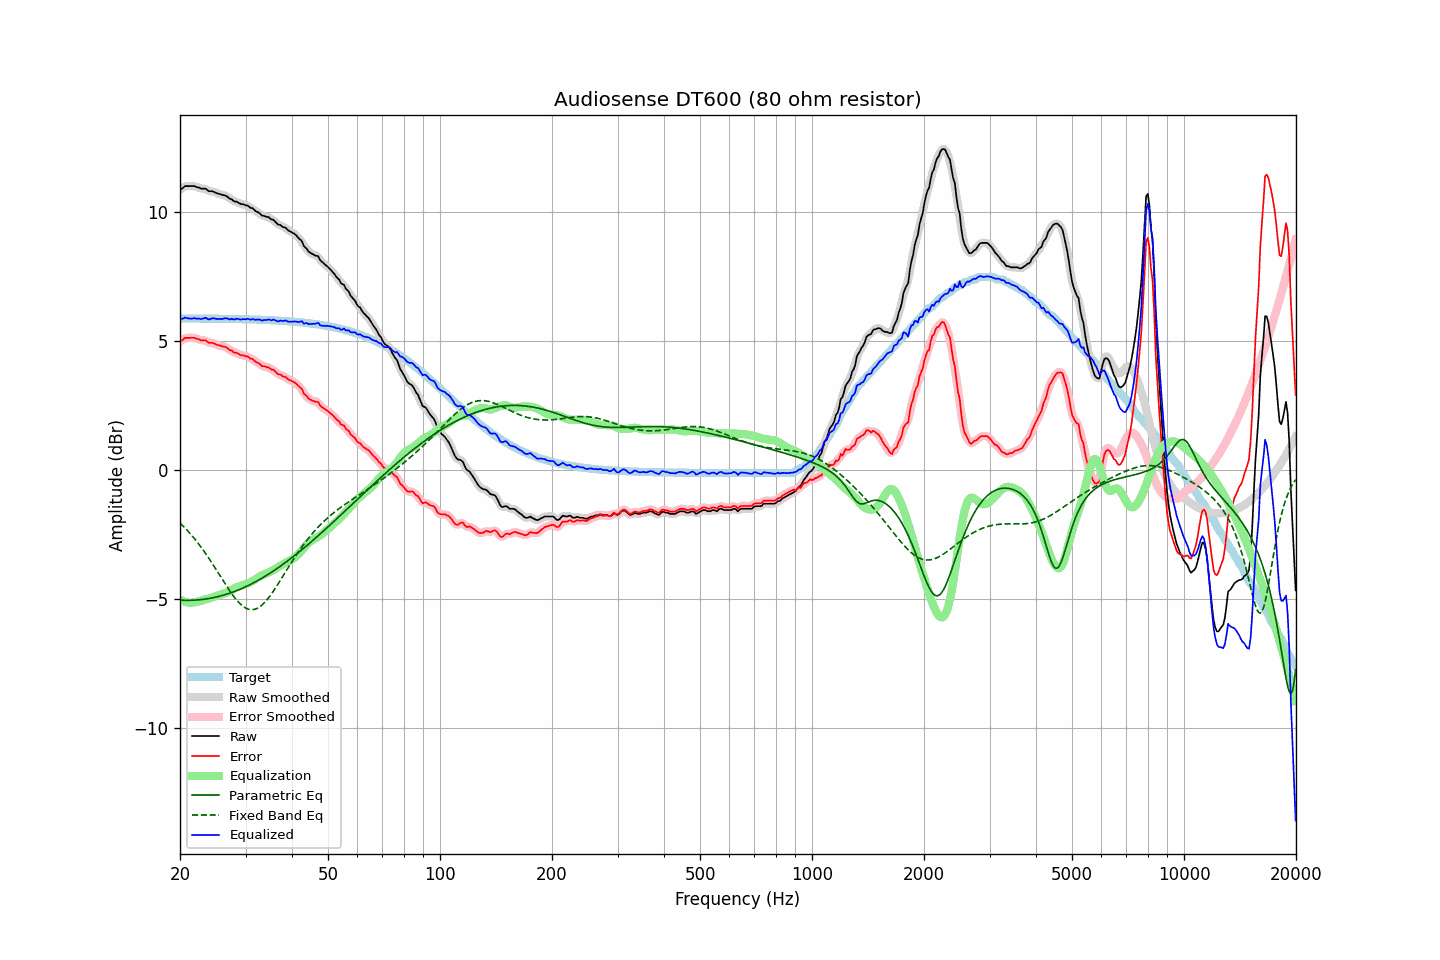 Audiosense DT600 (80 ohm resistor)
Amplitude (dBr)
10
5
0
−5
−10
Target
Raw Smoothed
Error Smoothed
Raw
Error
Equalization
Parametric Eq
Fixed Band Eq
Equalized
20 50 100 200 500 1000 2000 5000 10000 20000
Frequency (Hz)